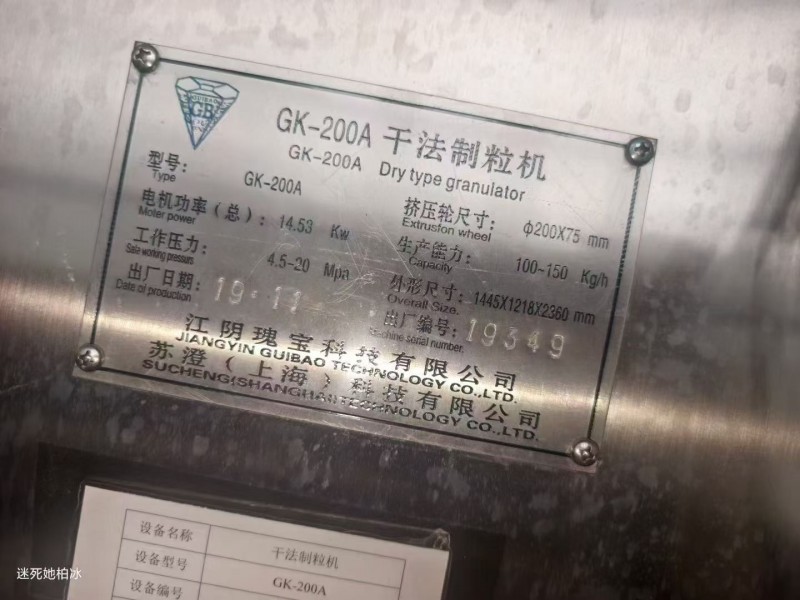 GB
GK-200A 干法制粒机
GK-200A Dry type granulator
型号: GK-200A
Type
电机功率(总): 14.53 Kw
Moter power
工作压力: 4.5-20 Mpa
Sate working pressurs
出厂日期: 19·11
Date of production
挤压轮尺寸: φ200X75 mm
Extrusfon wheel
生产能力: 100~150 Kg/h
Capacity
外形尺寸: 1445X1218X2360 mm
Overall Size.
出厂编号: 19349
Machine serial number.
江阴瑰宝科技有限公司
JIANGYIN GUIBAO TECHNOLOGY CO.,LTD.
苏澄(上海)科技有限公司
SUCHENG(SHANGHAI)TECHNOLOGY CO.,LTD.
设备名称 干法制粒机
设备型号 GK-200A
设备编号
迷死她柏冰